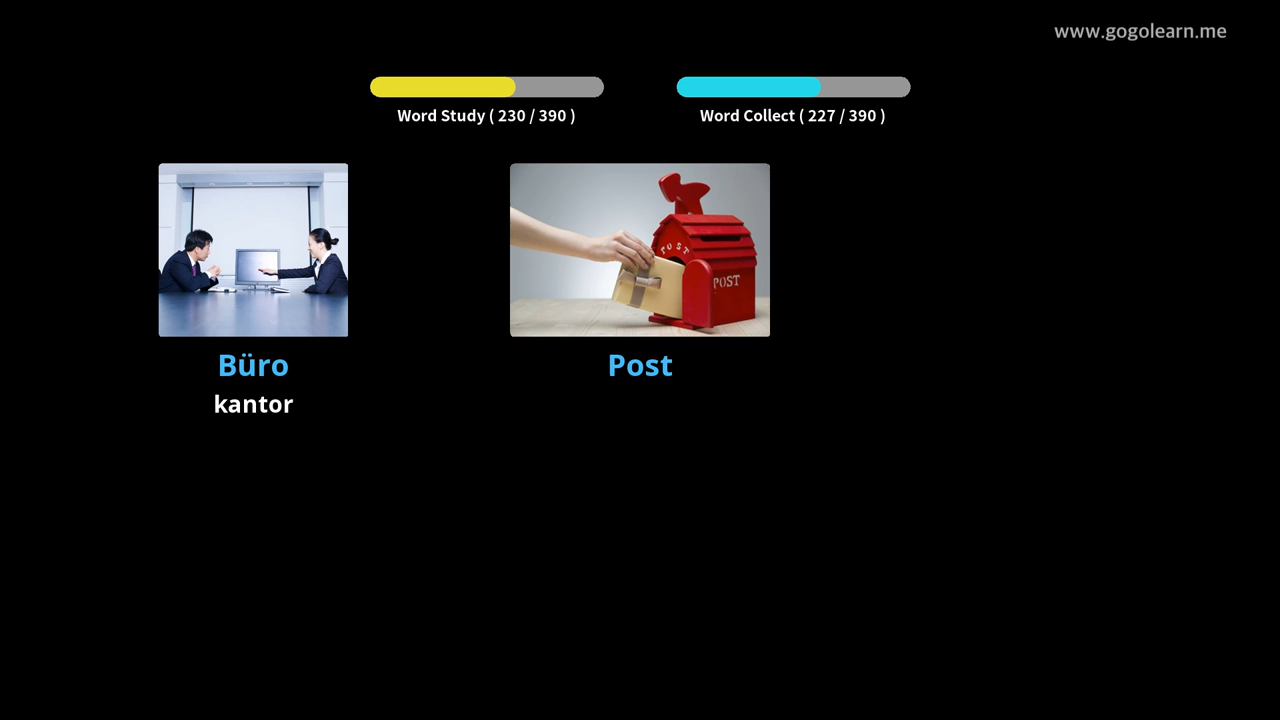 www.gogolearn.me
Word Study ( 230 / 390 )
Word Collect ( 227 / 390 )
POST
POST
Büro
kantor
Post